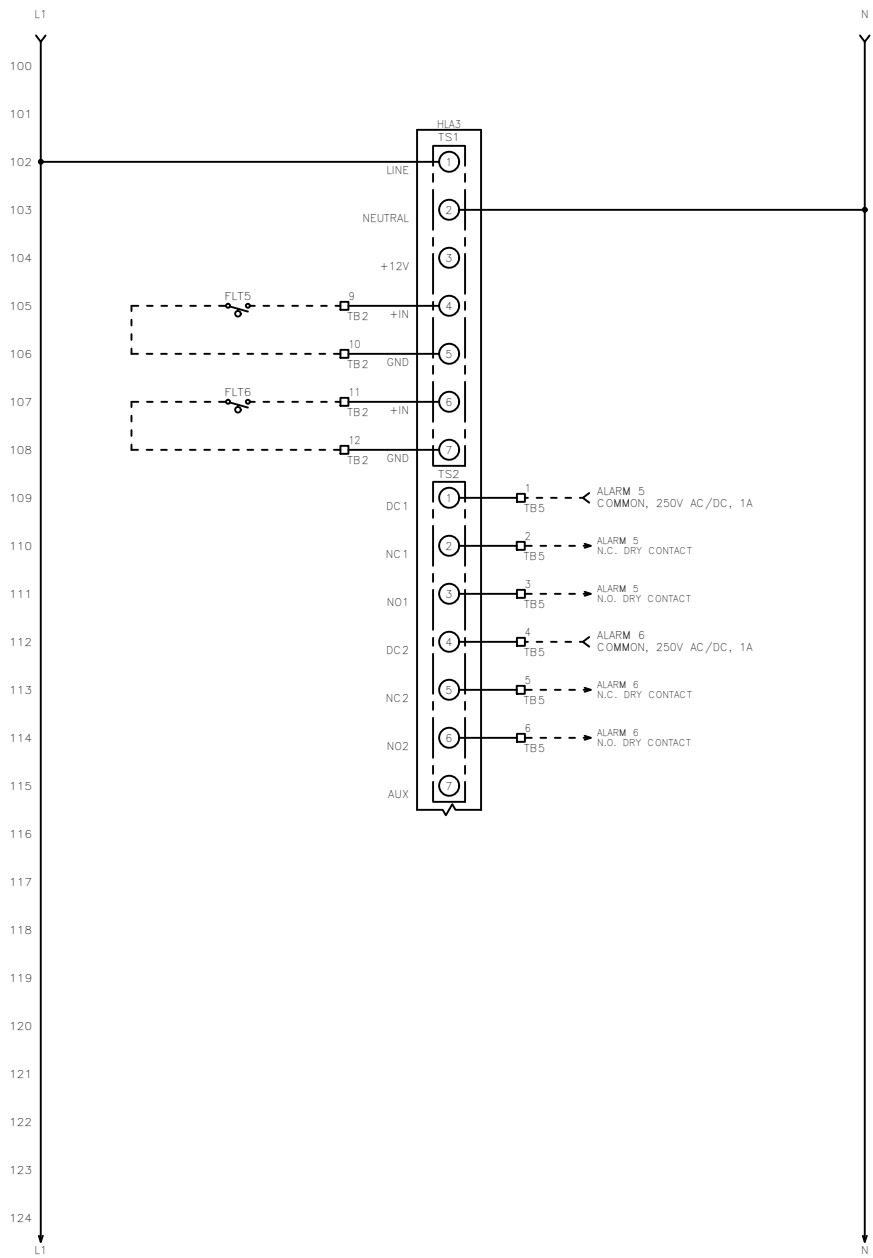 L1 N
100
101
HLA3
TS1
102 LINE 1
103 NEUTRAL 2
104 +12V 3
105 FLT5 9 TB2 +IN 4
106 10 TB2 GND 5
107 FLT6 11 TB2 +IN 6
108 12 TB2 GND 7
TS2
109 DC1 1 1 TB5 ALARM 5
COMMON, 250V AC/DC, 1A
110 NC1 2 2 TB5 ALARM 5
N.C. DRY CONTACT
111 NO1 3 3 TB5 ALARM 5
N.O. DRY CONTACT
112 DC2 4 4 TB5 ALARM 6
COMMON, 250V AC/DC, 1A
113 NC2 5 5 TB5 ALARM 6
N.C. DRY CONTACT
114 NO2 6 6 TB5 ALARM 6
N.O. DRY CONTACT
115 AUX 7
116
117
118
119
120
121
122
123
124
L1 N